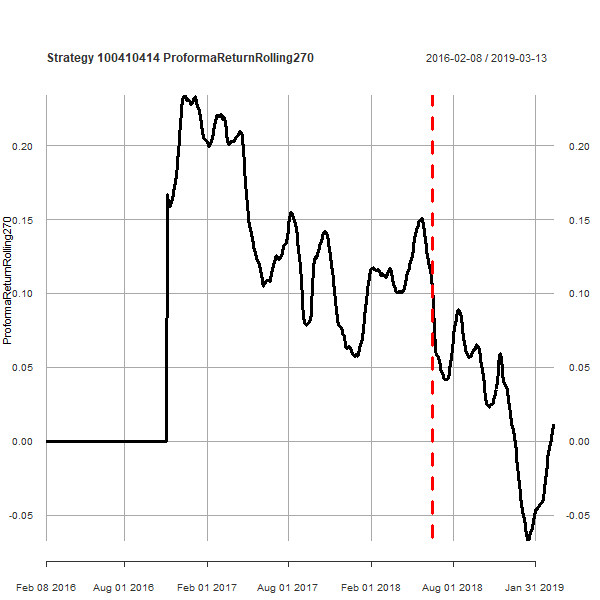 Strategy 100410414 ProformaReturnRolling270
2016-02-08 / 2019-03-13
ProformaReturnRolling270
0.20 0.20
0.15 0.15
0.10 0.10
0.05 0.05
0.00 0.00
-0.05 -0.05
Feb 08 2016 Aug 01 2016 Feb 01 2017 Aug 01 2017 Feb 01 2018 Aug 01 2018 Jan 31 2019